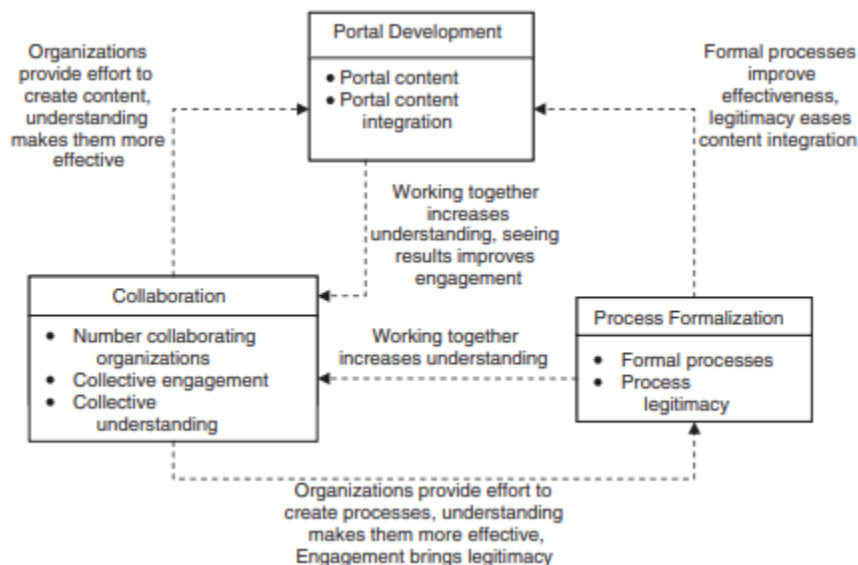 Portal Development
● Portal content
● Portal content
integration
Organizations
provide effort to
create content,
understanding
makes them more
effective
Formal processes
improve
effectiveness,
legitimacy eases
content integration
Working together
increases
understanding, seeing
results improves
engagement
Collaboration
● Number collaborating
organizations
● Collective engagement
● Collective
understanding
Working together
increases understanding
Process Formalization
● Formal processes
● Process
legitimacy
Organizations provide effort to
create processes, understanding
makes them more effective,
Engagement brings legitimacy